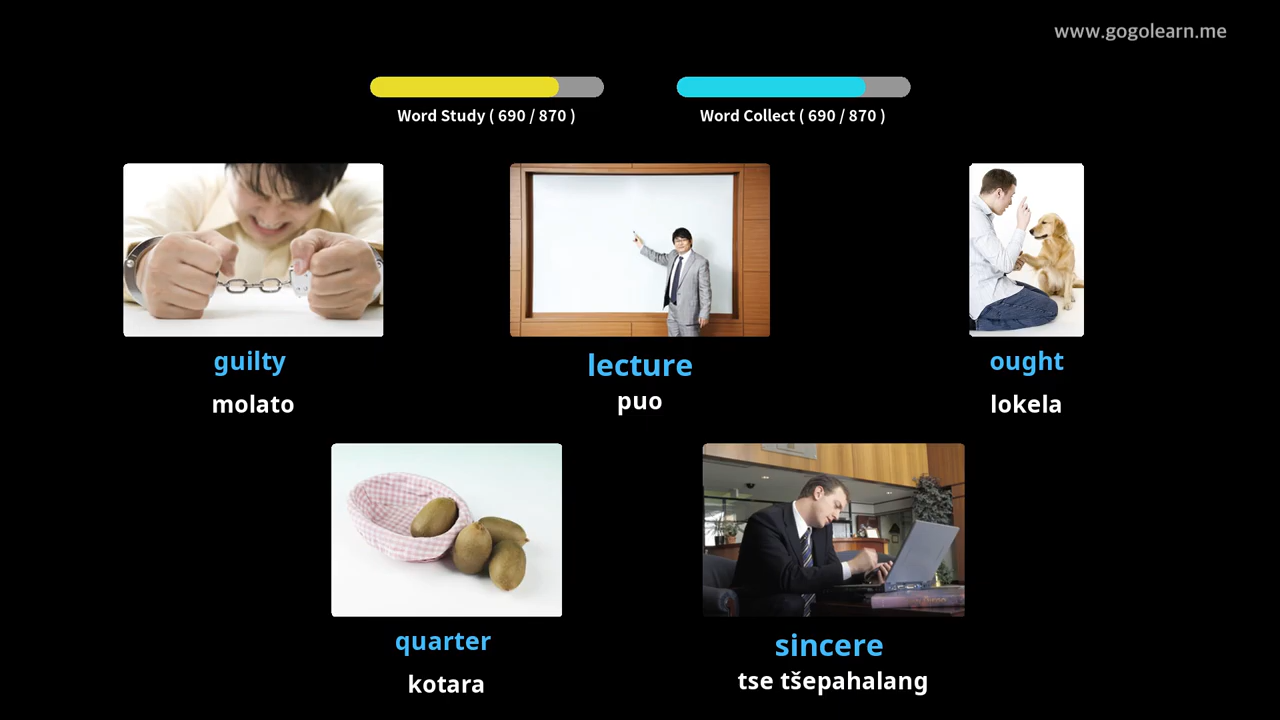 www.gogolearn.me
Word Study ( 690 / 870 )
Word Collect ( 690 / 870 )
guilty
molato
lecture
puo
ought
lokela
quarter
kotara
sincere
tse tšepahalang